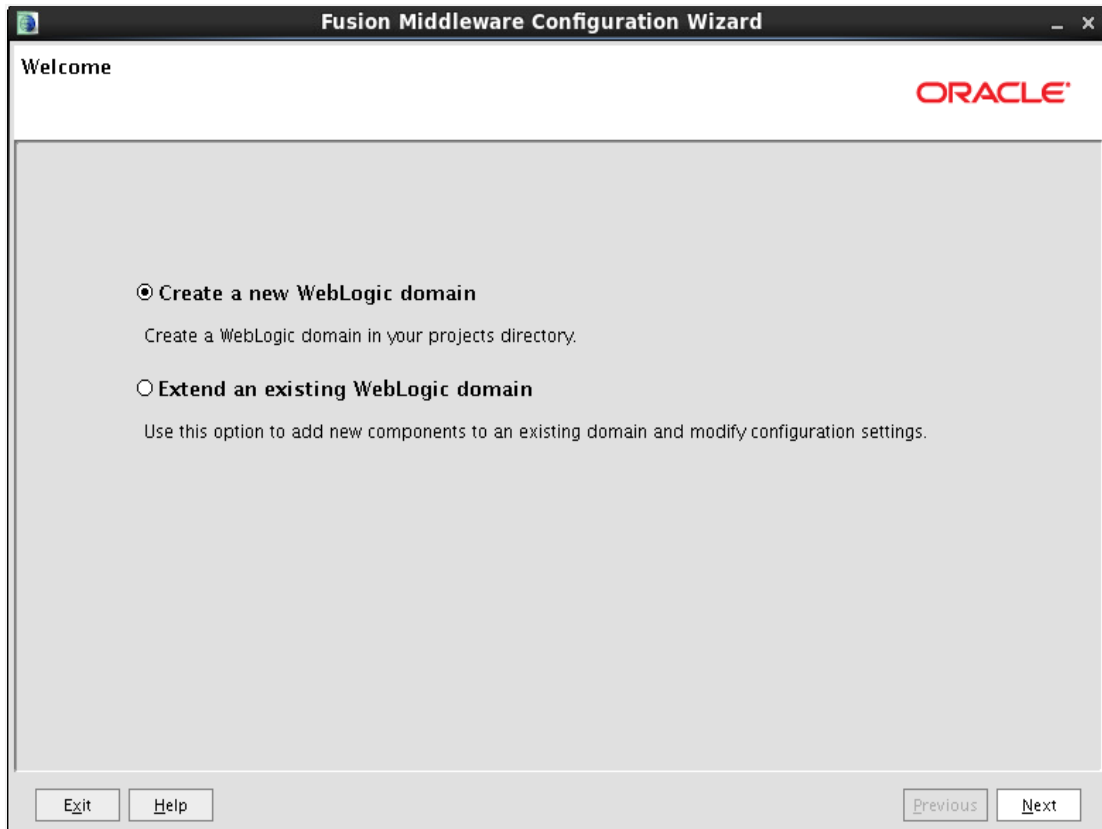 Fusion Middleware Configuration Wizard
Welcome
ORACLE
Create a new WebLogic domain
Create a WebLogic domain in your projects directory.
Extend an existing WebLogic domain
Use this option to add new components to an existing domain and modify configuration settings.
Exit Help Previous Next